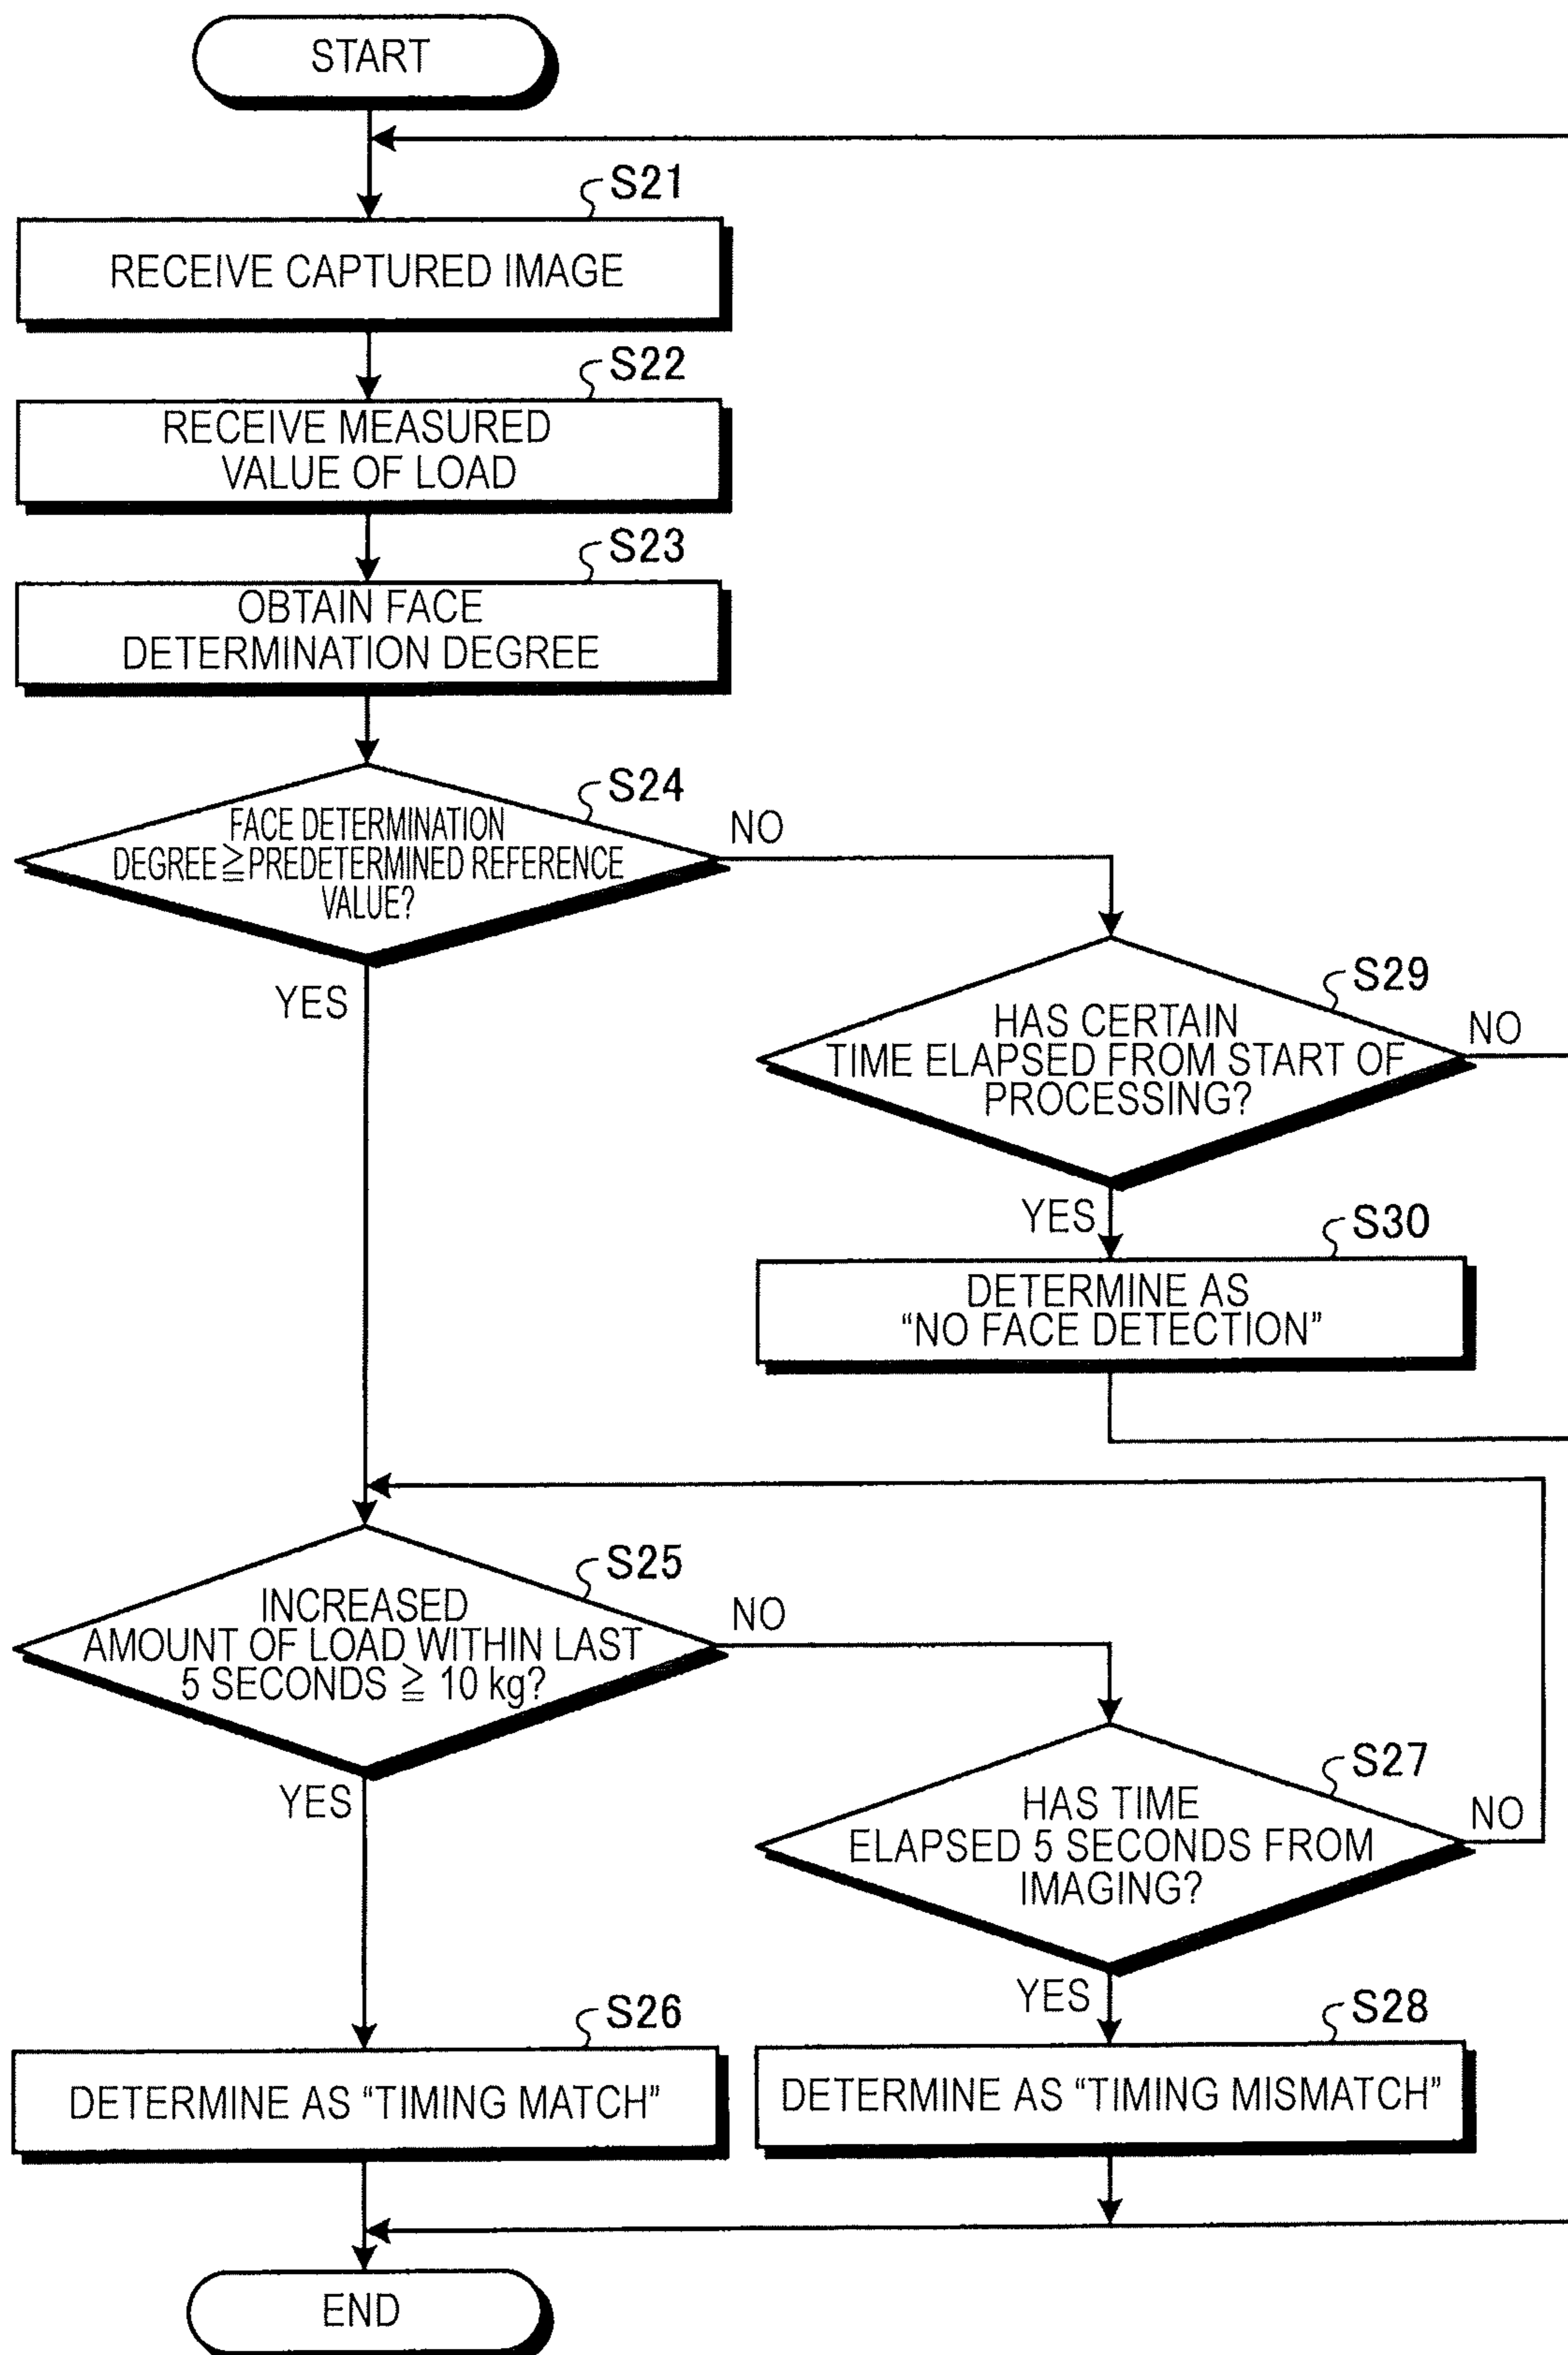 START
S21
RECEIVE CAPTURED IMAGE
S22
RECEIVE MEASURED
VALUE OF LOAD
S23
OBTAIN FACE
DETERMINATION DEGREE
S24
FACE DETERMINATION
DEGREE≧PREDETERMINED REFERENCE
VALUE?
NO
YES
S29
HAS CERTAIN
TIME ELAPSED FROM START OF
PROCESSING?
NO
YES
S30
DETERMINE AS
“NO FACE DETECTION”
S25
INCREASED
AMOUNT OF LOAD WITHIN LAST
5 SECONDS ≧ 10 kg?
NO
YES
S27
HAS TIME
ELAPSED 5 SECONDS FROM
IMAGING?
NO
YES
S26
DETERMINE AS “TIMING MATCH”
S28
DETERMINE AS “TIMING MISMATCH”
END